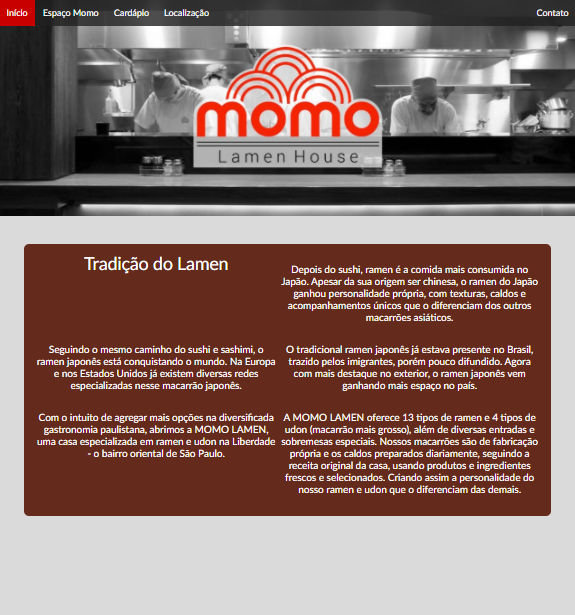 Início Espaço Momo Cardápio Localização Contato
momo
Lamen House
Tradição do Lamen
Depois do sushi, ramen é a comida mais consumida no
Japão. Apesar da sua origem ser chinesa, o ramen do Japão
ganhou personalidade própria, com texturas, caldos e
acompanhamentos únicos que o diferenciam dos outros
macarrões asiáticos.
Seguindo o mesmo caminho do sushi e sashimi, o
ramen japonês está conquistando o mundo. Na Europa
e nos Estados Unidos já existem diversas redes
especializadas nesse macarrão japonês.
O tradicional ramen japonês já estava presente no Brasil,
trazido pelos imigrantes, porém pouco difundido. Agora
com mais destaque no exterior, o ramen japonês vem
ganhando mais espaço no país.
Com o intuito de agregar mais opções na diversificada
gastronomia paulistana, abrimos a MOMO LAMEN,
uma casa especializada em ramen e udon na Liberdade
- o bairro oriental de São Paulo.
A MOMO LAMEN oferece 13 tipos de ramen e 4 tipos de
udon (macarrão mais grosso), além de diversas entradas e
sobremesas especiais. Nossos macarrões são de fabricação
própria e os caldos preparados diariamente, seguindo a
receita original da casa, usando produtos e ingredientes
frescos e selecionados. Criando assim a personalidade do
nosso ramen e udon que o diferenciam das demais.